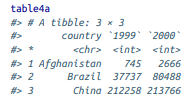 table4a
#> # A tibble: 3 × 3
#>       country `1999` `2000`
#> *       <chr>  <int>  <int>
#> 1 Afghanistan    745   2666
#> 2      Brazil  37737  80488
#> 3       China 212258 213766